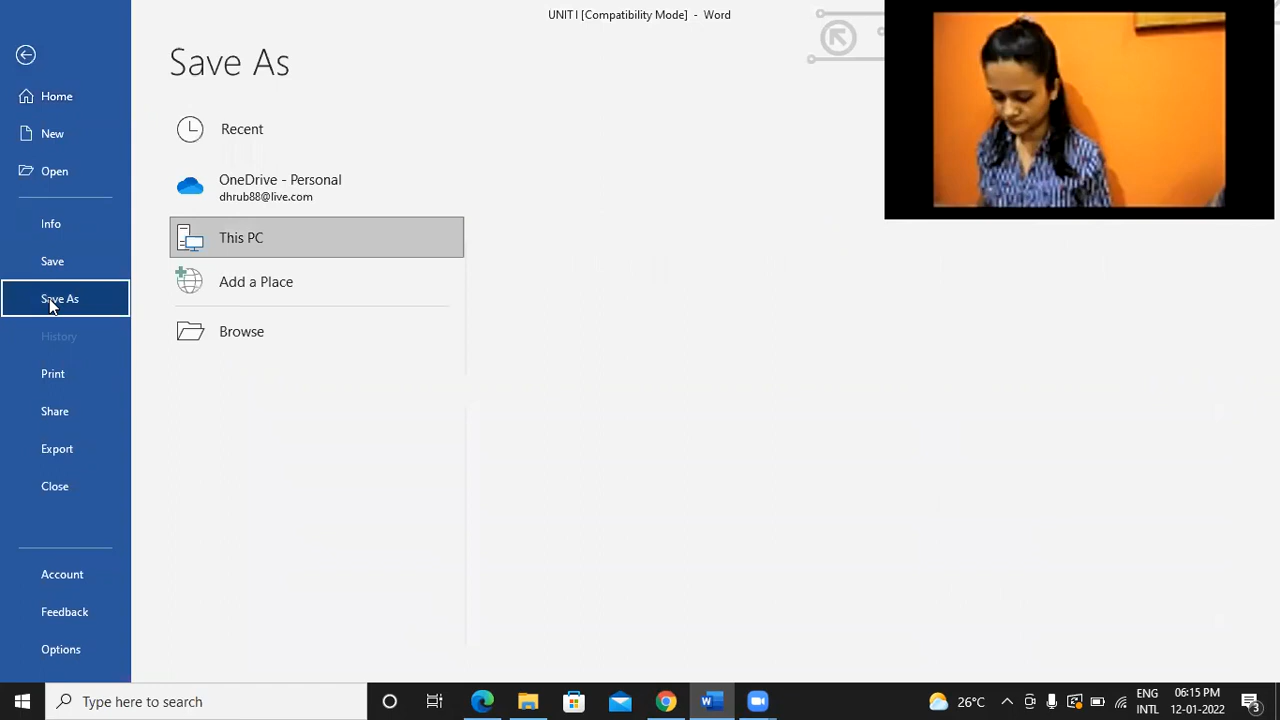 UNIT I [Compatibility Mode] - Word
Home
New
Open
Info
Save
Save As
History
Print
Share
Export
Close
Account
Feedback
Options
Save As
Recent
OneDrive - Personal
dhrub88@live.com
This PC
Add a Place
Browse
Type here to search
26°C
ENG
INTL
06:15 PM
12-01-2022
3